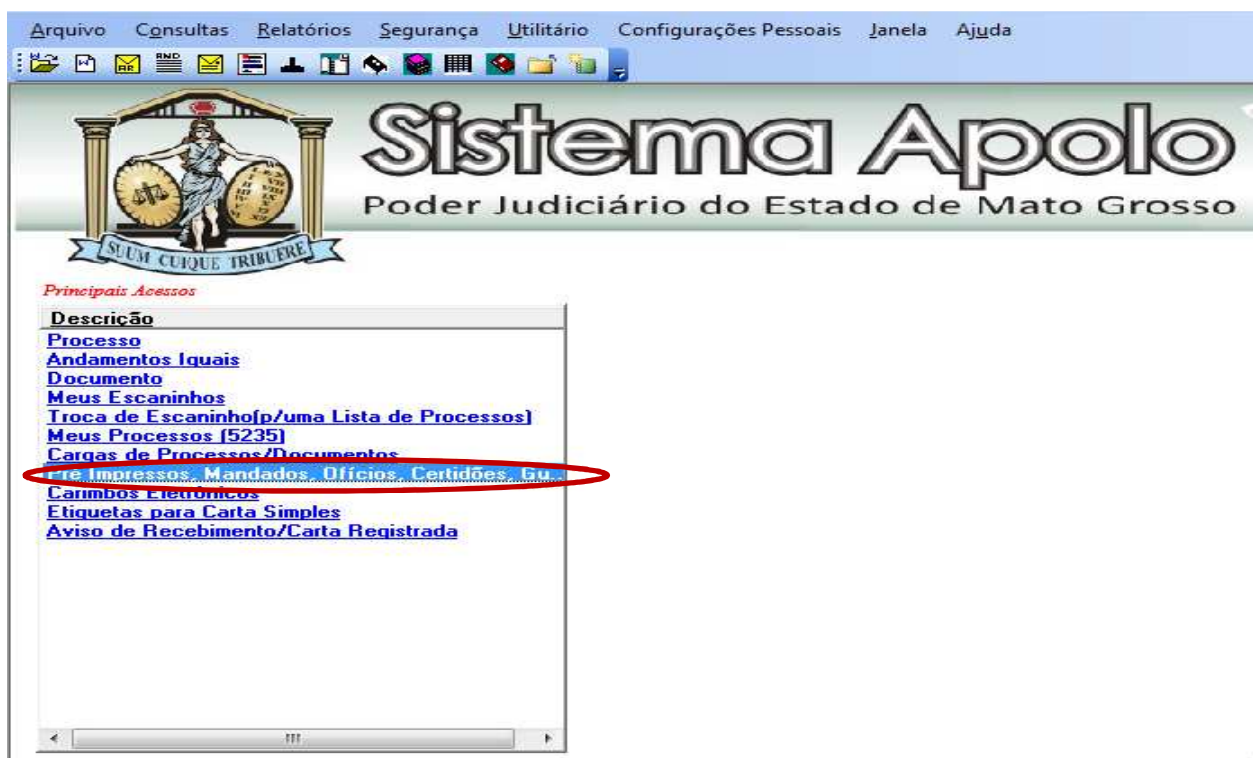 Arquivo Consultas Relatórios Segurança Utilitário Configurações Pessoais Janela Ajuda
Sistema Apolo
Poder Judiciário do Estado de Mato Grosso
SUUM CUIQUE TRIBUERE
Principais Acessos
Descrição
Processo
Andamentos Iguais
Documento
Meus Escaninhos
Troca de Escaninho(p/uma Lista de Processos)
Meus Processos (5235)
Cargas de Processos/Documentos
Pré Impressos, Mandados, Ofícios, Certidões, Gu...
Carimbos Eletrônicos
Etiquetas para Carta Simples
Aviso de Recebimento/Carta Registrada